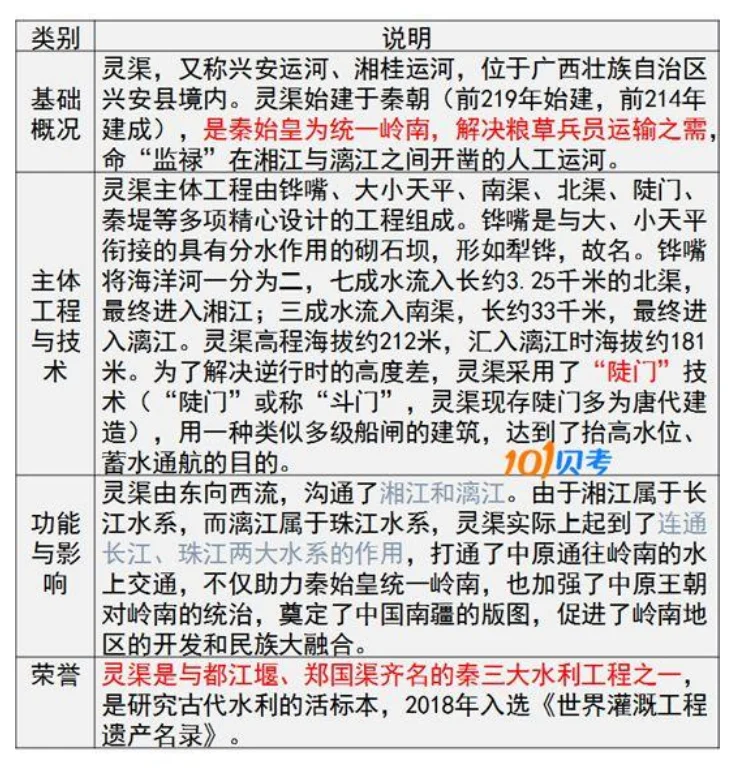 类别 说明
基础
概况
灵渠，又称兴安运河、湘桂运河，位于广西壮族自治区
兴安县境内。灵渠始建于秦朝（前219年始建，前214年
建成），是秦始皇为统一岭南，解决粮草兵员运输之需，
命“监禄”在湘江与漓江之间开凿的人工运河。
主体
工程
与技
术
灵渠主体工程由铧嘴、大小天平、南渠、北渠、陡门、
秦堤等多项精心设计的工程组成。铧嘴是与大、小天平
衔接的具有分水作用的砌石坝，形如犁铧，故名。铧嘴
将海洋河一分为二，七成水流入长约3.25千米的北渠，
最终进入湘江；三成水流入南渠，长约33千米，最终进
入漓江。灵渠高程海拔约212米，汇入漓江时海拔约181
米。为了解决逆行时的高度差，灵渠采用了“陡门”技
术（“陡门”或称“斗门”，灵渠现存陡门多为唐代建
造），用一种类似多级船闸的建筑，达到了抬高水位、
蓄水通航的目的。
101贝考
功能
与影
响
灵渠由东向西流，沟通了湘江和漓江。由于湘江属于长
江水系，而漓江属于珠江水系，灵渠实际上起到了连通
长江、珠江两大水系的作用，打通了中原通往岭南的水
上交通，不仅助力秦始皇统一岭南，也加强了中原王朝
对岭南的统治，奠定了中国南疆的版图，促进了岭南地
区的开发和民族大融合。
荣誉
灵渠是与都江堰、郑国渠齐名的秦三大水利工程之一，
是研究古代水利的活标本，2018年入选《世界灌溉工程
遗产名录》。